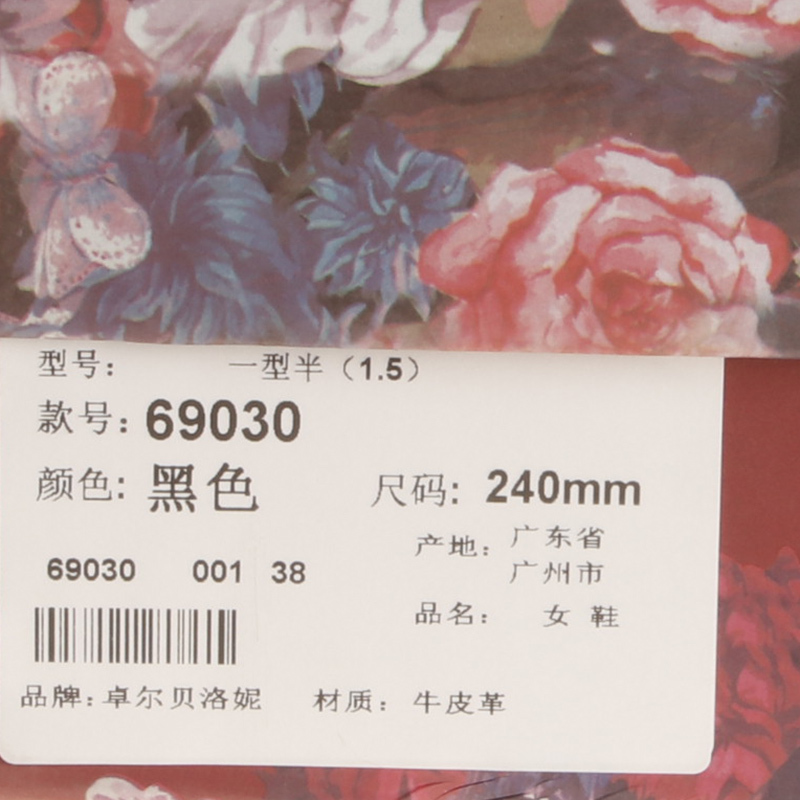 型号： 一型半（1.5）
款号：69030
颜色：黑色 尺码：240mm
产地：广东省
广州市
69030 001 38
品名： 女 鞋
品牌：卓尔贝洛妮 材质：牛皮革